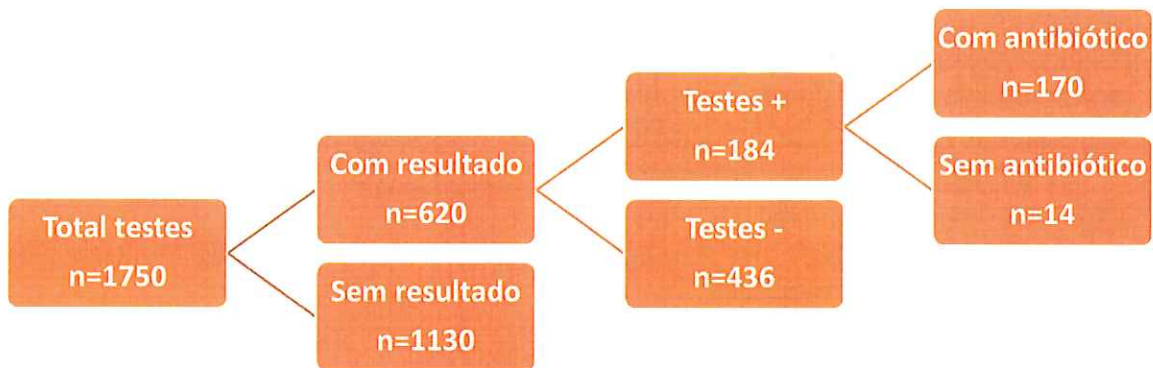 Total testes
n=1750
Com resultado
n=620
Sem resultado
n=1130
Testes +
n=184
Testes -
n=436
Com antibiótico
n=170
Sem antibiótico
n=14